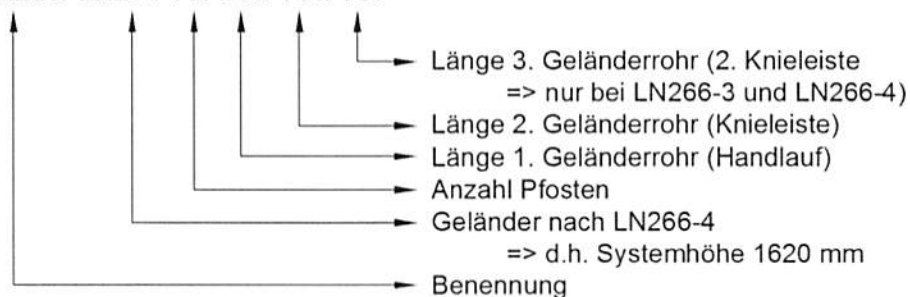 Länge 3. Geländerrohr (2. Knieleiste
=> nur bei LN266-3 und LN266-4)
Länge 2. Geländerrohr (Knieleiste)
Länge 1. Geländerrohr (Handlauf)
Anzahl Pfosten
Geländer nach LN266-4
=> d.h. Systemhöhe 1620 mm
Benennung